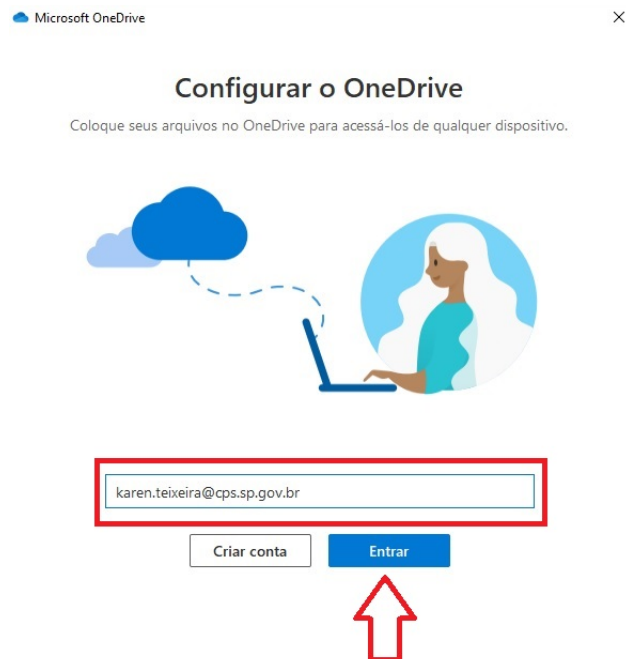 Microsoft OneDrive
Configurar o OneDrive
Coloque seus arquivos no OneDrive para acessá-los de qualquer dispositivo.
karen.teixeira@cps.sp.gov.br
Criar conta
Entrar